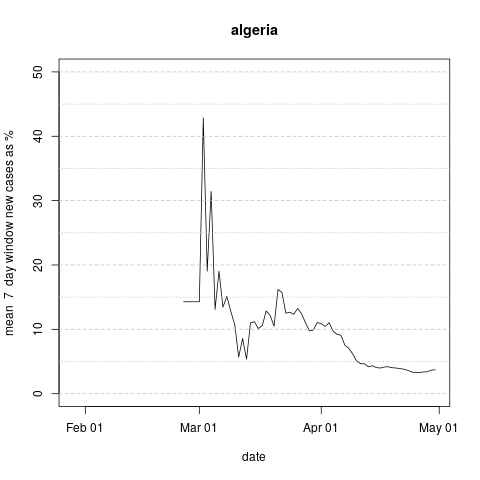 algeria
mean 7 day window new cases as %
50
40
30
20
10
0
Feb 01
Mar 01
Apr 01
May 01
date